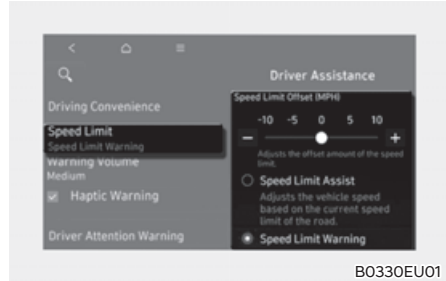 Driver Assistance
Driving Convenience
Speed Limit
Speed Limit Warning
Warning Volume
Medium
Haptic Warning
Driver Attention Warning
Speed Limit Offset (MPH)
-10 -5 0 5 10
− +
Adjusts the offset amount of the speed
limit.
Speed Limit Assist
Adjusts the vehicle speed
based on the current speed
limit of the road.
Speed Limit Warning
B0330EU01